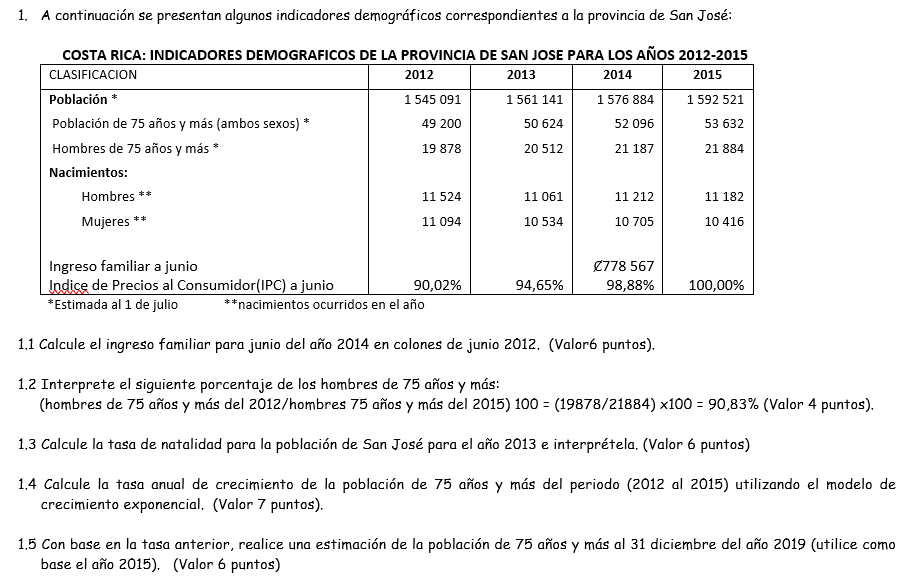 1. A continuación se presentan algunos indicadores demográficos correspondientes a la provincia de San José:
COSTA RICA: INDICADORES DEMOGRAFICOS DE LA PROVINCIA DE SAN JOSE PARA LOS AÑOS 2012-2015
CLASIFICACION 2012 2013 2014 2015
Población * 1 545 091 1 561 141 1 576 884 1 592 521
Población de 75 años y más (ambos sexos) * 49 200 50 624 52 096 53 632
Hombres de 75 años y más * 19 878 20 512 21 187 21 884
Nacimientos:
Hombres ** 11 524 11 061 11 212 11 182
Mujeres ** 11 094 10 534 10 705 10 416
Ingreso familiar a junio ₡778 567
Indice de Precios al Consumidor(IPC) a junio 90,02% 94,65% 98,88% 100,00%
*Estimada al 1 de julio **nacimientos ocurridos en el año
1.1 Calcule el ingreso familiar para junio del año 2014 en colones de junio 2012. (Valor6 puntos).
1.2 Interprete el siguiente porcentaje de los hombres de 75 años y más:
(hombres de 75 años y más del 2012/hombres 75 años y más del 2015) 100 = (19878/21884) x100 = 90,83% (Valor 4 puntos).
1.3 Calcule la tasa de natalidad para la población de San José para el año 2013 e interprétela. (Valor 6 puntos)
1.4 Calcule la tasa anual de crecimiento de la población de 75 años y más del periodo (2012 al 2015) utilizando el modelo de
crecimiento exponencial. (Valor 7 puntos).
1.5 Con base en la tasa anterior, realice una estimación de la población de 75 años y más al 31 diciembre del año 2019 (utilice como
base el año 2015). (Valor 6 puntos)